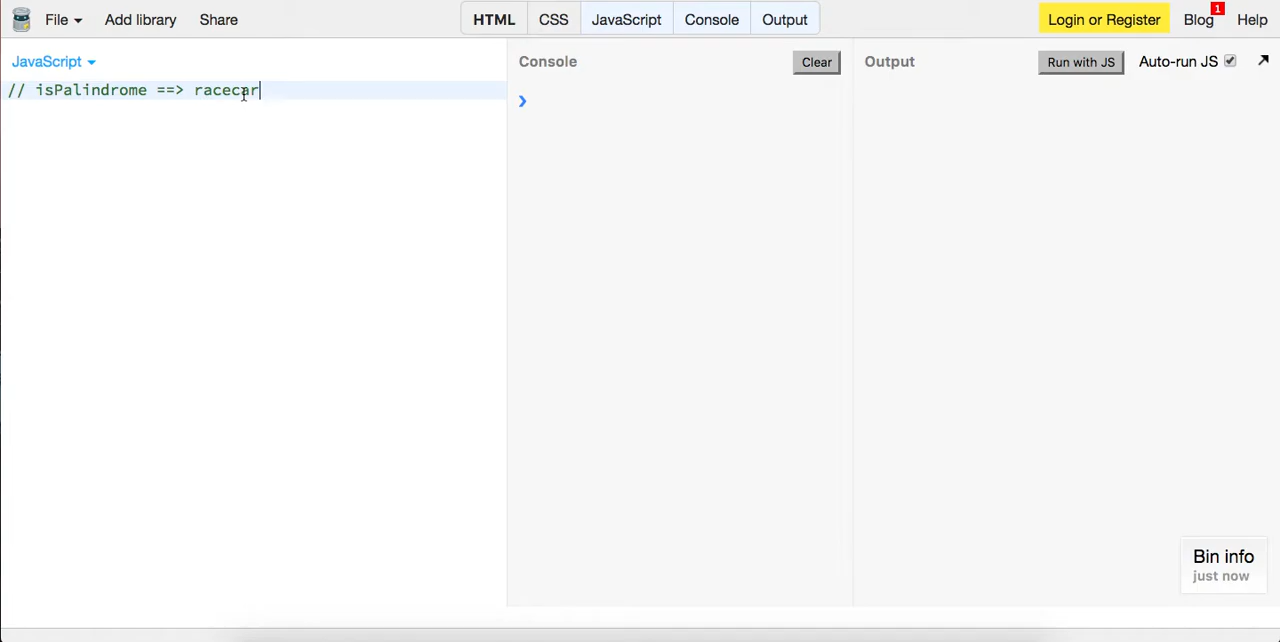 File Add library Share HTML CSS JavaScript Console Output Login or Register Blog 1 Help
JavaScript Console Clear Output Run with JS Auto-run JS
// isPalindrome ==> racecar
Bin info
just now